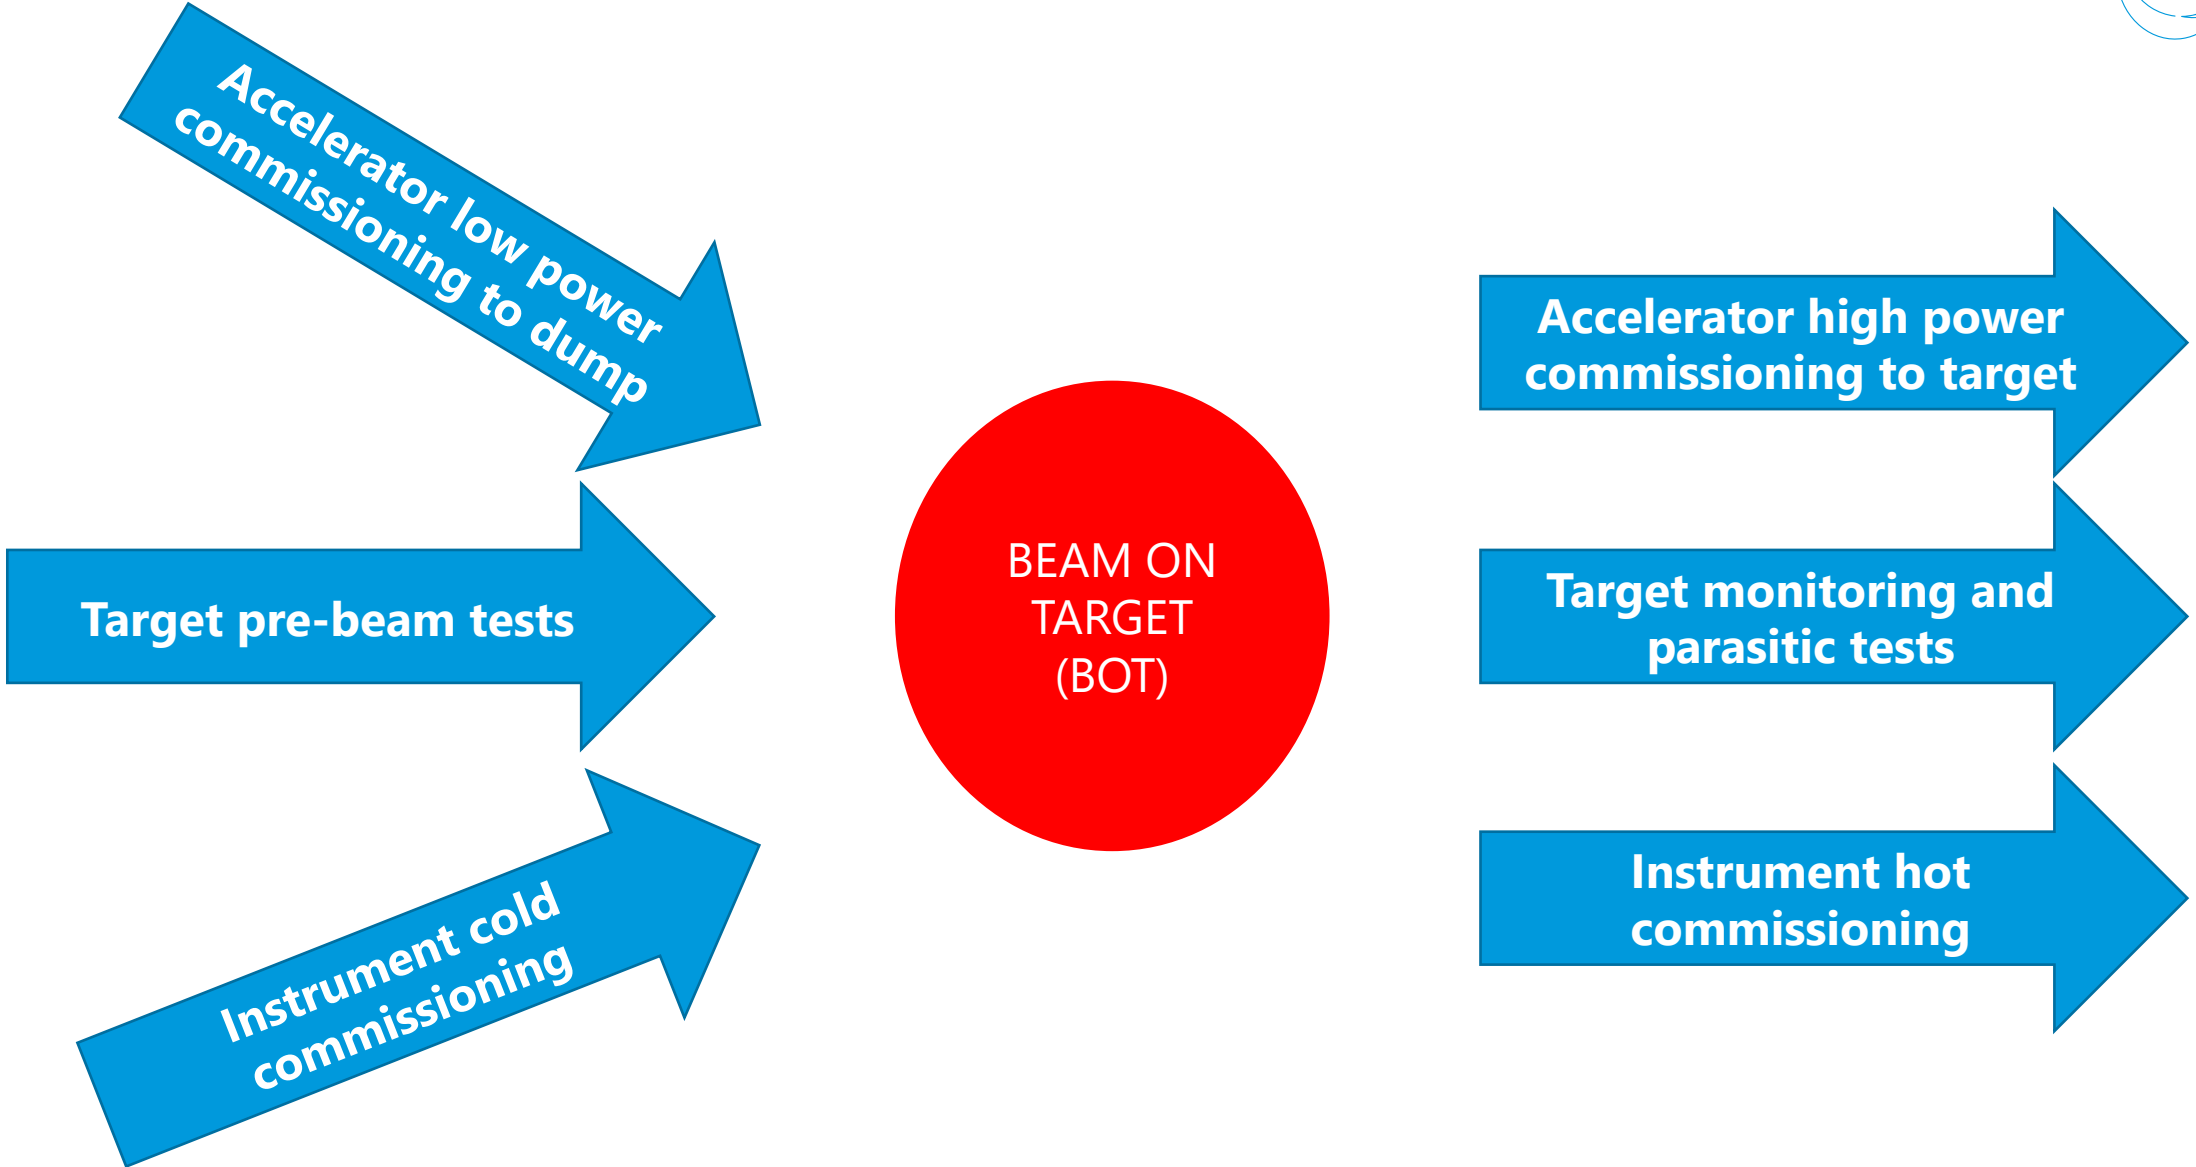 Accelerator low power
commissioning to dump
Target pre-beam tests
Instrument cold
commissioning
BEAM ON
TARGET
(BOT)
Accelerator high power
commissioning to target
Target monitoring and
parasitic tests
Instrument hot
commissioning